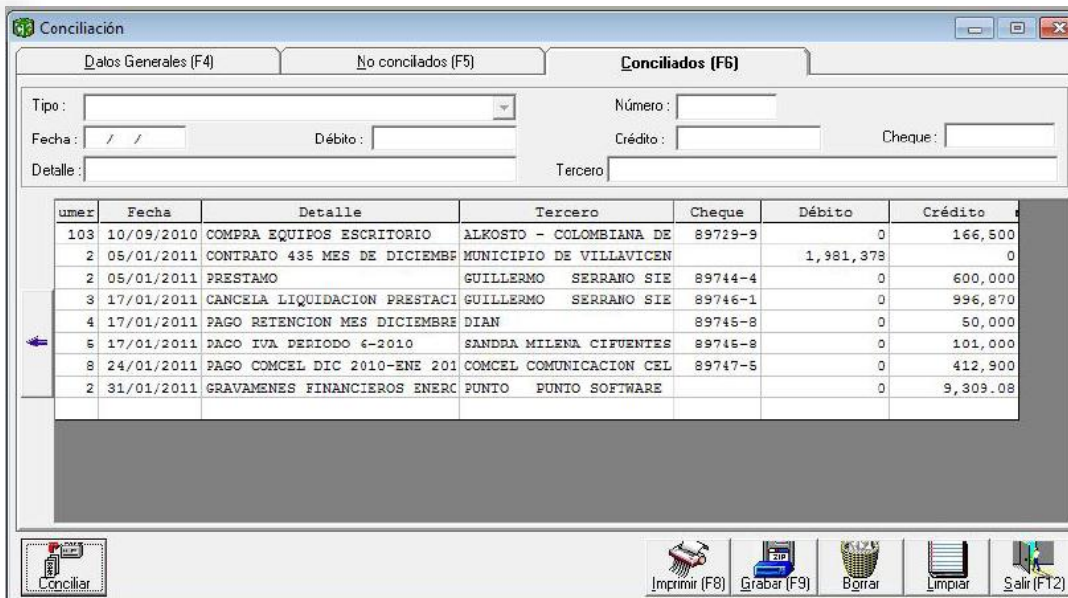 Conciliación
Datos Generales (F4) No conciliados (F5) Conciliados (F6)
Tipo : Número :
Fecha : / / Débito : Crédito : Cheque :
Detalle : Tercero
umer Fecha Detalle Tercero Cheque Débito Crédito
103 10/09/2010 COMPRA EQUIPOS ESCRITORIO ALKOSTO - COLOMBIANA DE 89729-9 0 166,500
2 05/01/2011 CONTRATO 435 MES DE DICIEMBR MUNICIPIO DE VILLAVICEN 1,981,378 0
2 05/01/2011 PRESTAMO GUILLERMO SERRANO SIE 89744-4 0 600,000
3 17/01/2011 CANCELA LIQUIDACION PRESTACI GUILLERMO SERRANO SIE 89746-1 0 996,870
4 17/01/2011 PAGO RETENCION MES DICIEMBRE DIAN 89745-8 0 50,000
5 17/01/2011 PAGO IVA PERIODO 6-2010 SANDRA MILENA CIFUENTES 89745-8 0 101,000
8 24/01/2011 PAGO COMCEL DIC 2010-ENE 201 COMCEL COMUNICACION CEL 89747-5 0 412,900
2 31/01/2011 GRAVAMENES FINANCIEROS ENERO PUNTO PUNTO SOFTWARE 0 9,309.08
Conciliar Imprimir (F8) Grabar (F9) Borrar Limpiar Salir (F12)